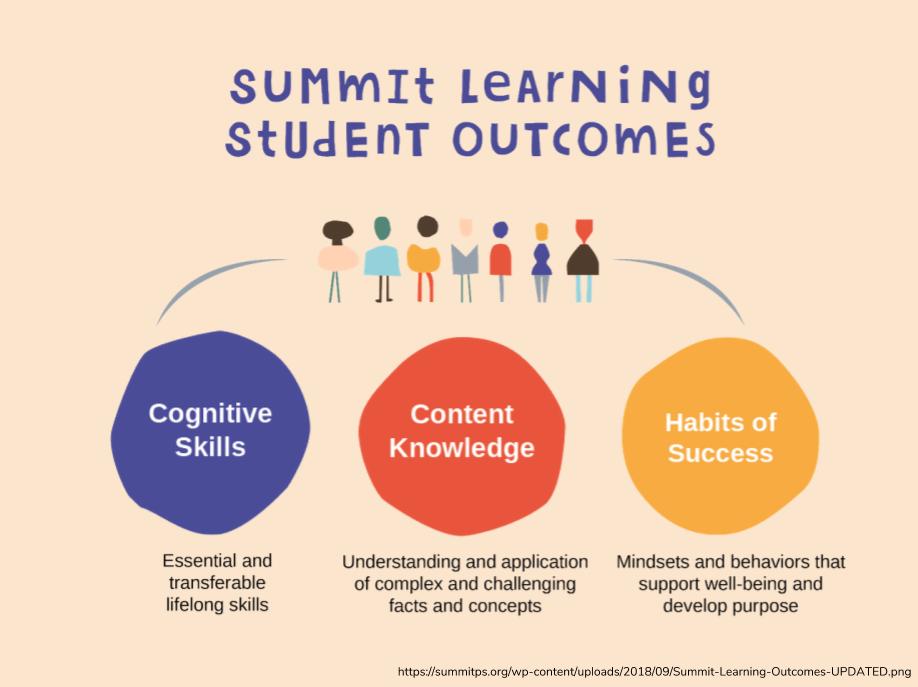 SUMMIT LEARNING
STUDENT OUTCOMES
Cognitive
Skills
Content
Knowledge
Habits of
Success
Essential and
transferable
lifelong skills
Understanding and application
of complex and challenging
facts and concepts
Mindsets and behaviors that
support well-being and
develop purpose
https://summitps.org/wp-content/uploads/2018/09/Summit-Learning-Outcomes-UPDATED.png